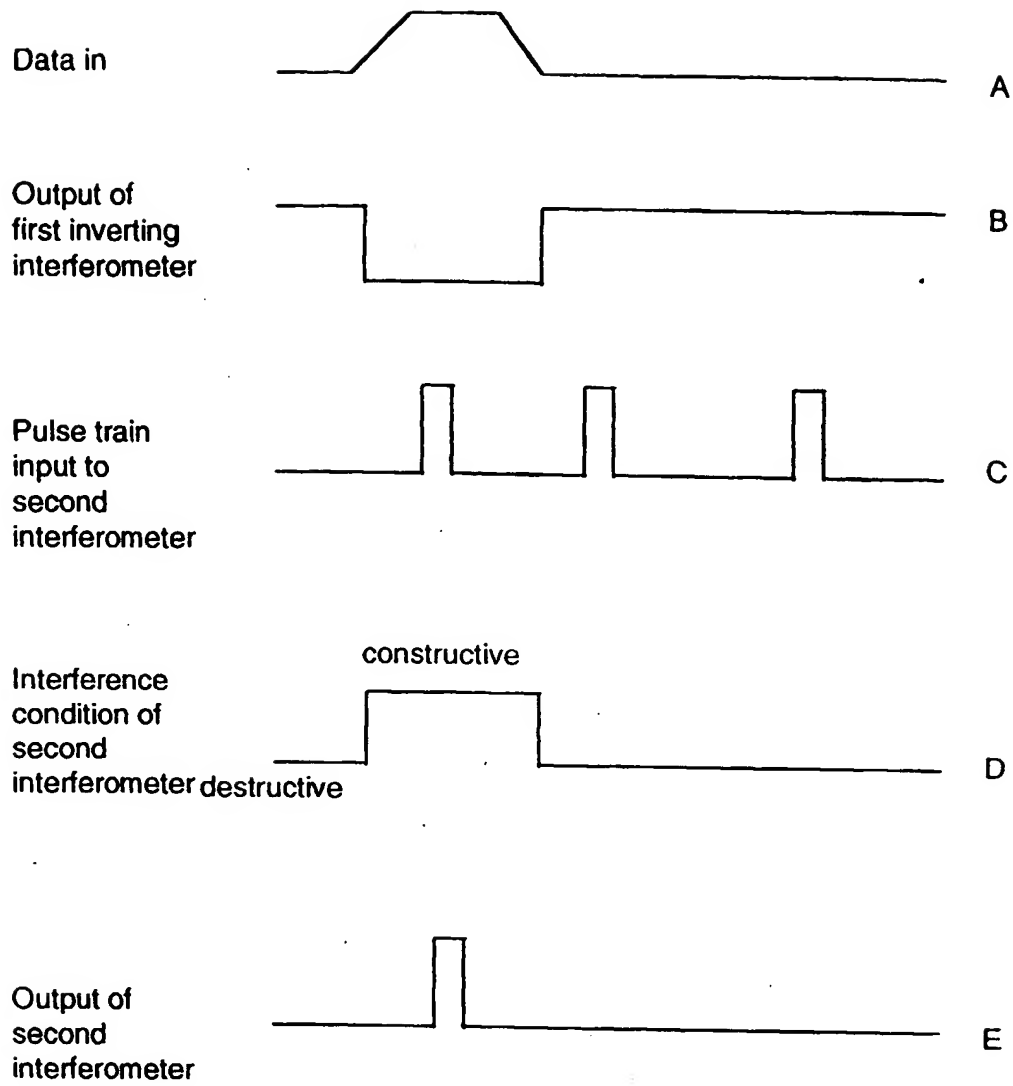 Data in
A
Output of
first inverting
interferometer
B
Pulse train
input to
second
interferometer
C
constructive
Interference
condition of
second
interferometer destructive
D
Output of
second
interferometer
E